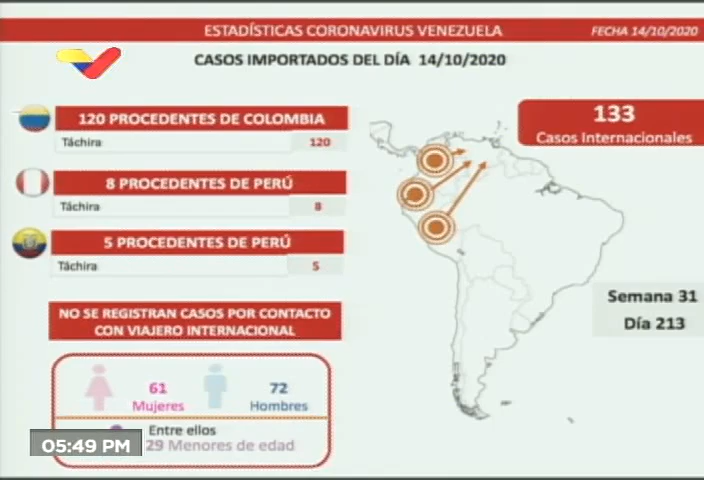 ESTADÍSTICAS CORONAVIRUS VENEZUELA
FECHA 14/10/2020
CASOS IMPORTADOS DEL DÍA 14/10/2020
120 PROCEDENTES DE COLOMBIA
Táchira 120
8 PROCEDENTES DE PERÚ
Táchira 8
5 PROCEDENTES DE PERÚ
Táchira 5
NO SE REGISTRAN CASOS POR CONTACTO
CON VIAJERO INTERNACIONAL
61
Mujeres
72
Hombres
Entre ellos
29 Menores de edad
133
Casos Internacionales
Semana 31
Día 213
05:49 PM